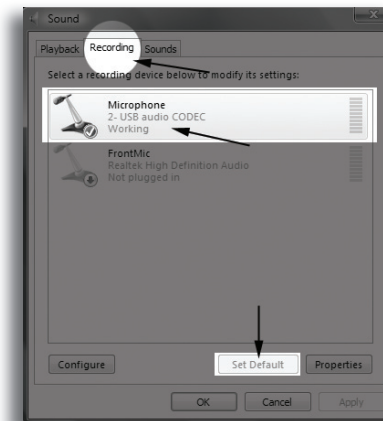 Sound
Playback Recording Sounds
Select a recording device below to modify its settings:
Microphone
2- USB audio CODEC
Working
FrontMic
Realtek High Definition Audio
Not plugged in
Configure Set Default Properties
OK Cancel Apply